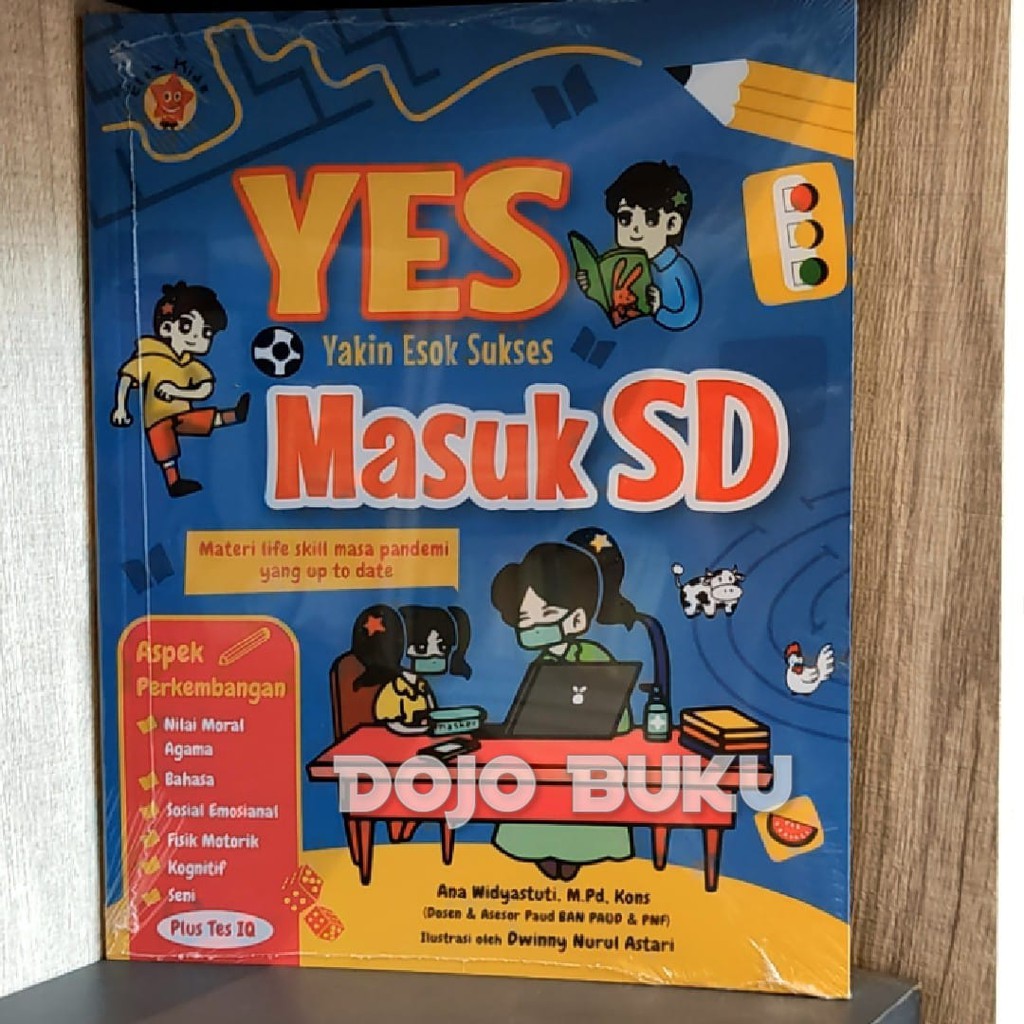 YES
Yakin Esok Sukses
Masuk SD
Materi life skill masa pandemi
yang up to date
Aspek
Perkembangan
Nilai Moral
Agama
Bahasa
Sosial Emosianal
Fisik Motorik
Kognitif
Seni
Plus Tes IQ
masker
DOJO BUKU
Ana Widyastuti, M.Pd, Kons
(Dosen & Asesor Paud BAN PAUD & PNF)
Ilustrasi oleh Dwinny Nurul Astari